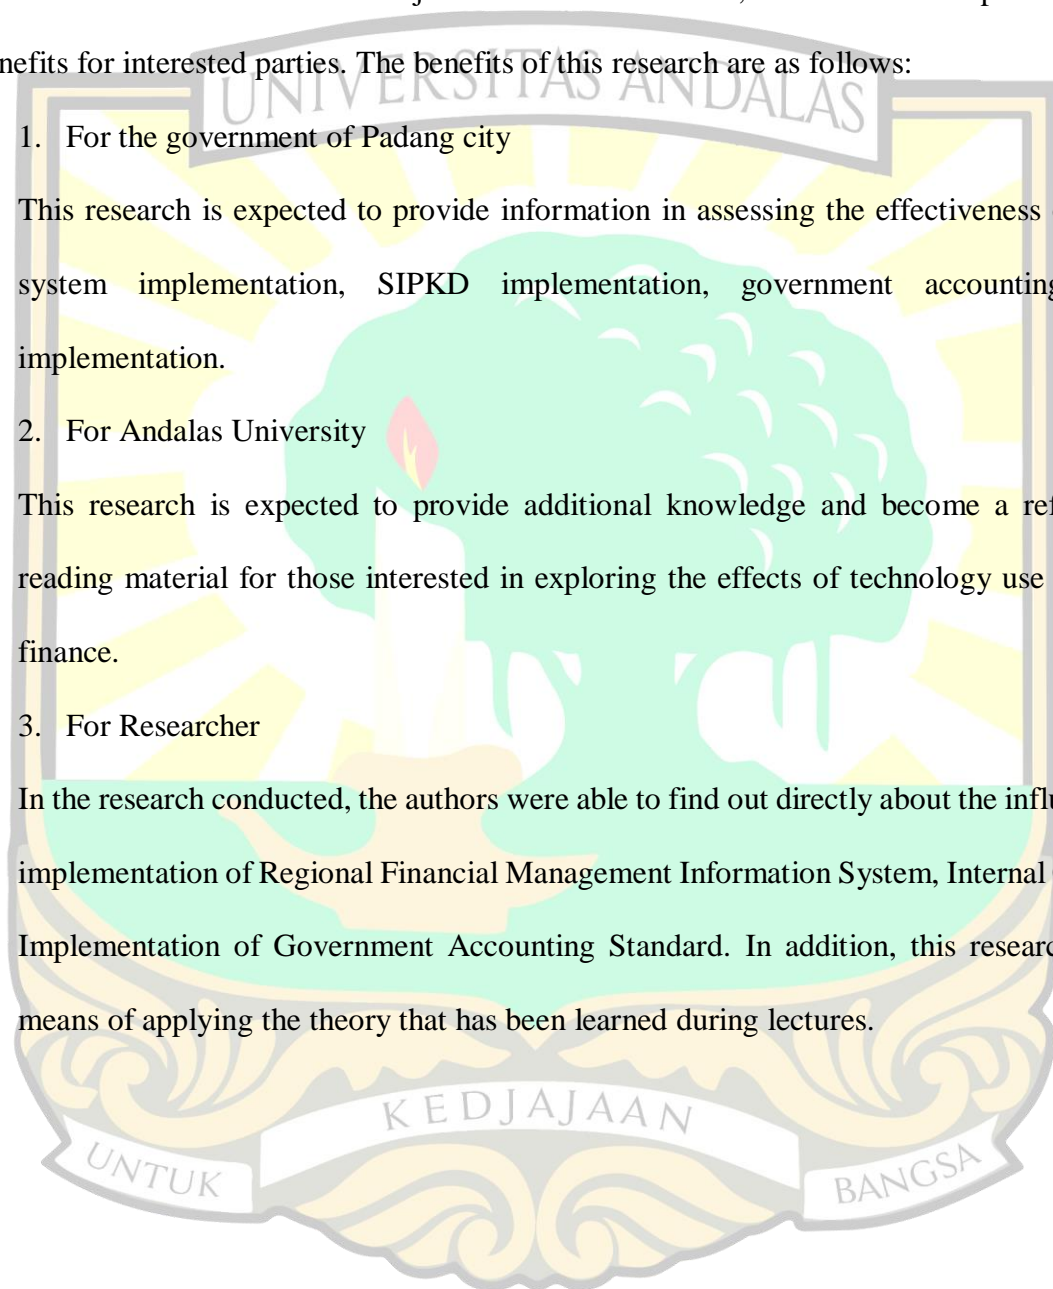 UNIVERSITAS ANDALAS
for interested parties. The benefits of this research are as follows:
1. For the government of Padang city
This research is expected to provide information in assessing the effectiveness
system implementation, SIPKD implementation, government accounting
implementation.
2. For Andalas University
This research is expected to provide additional knowledge and become a
reading material for those interested in exploring the effects of technology use
finance.
3. For Researcher
In the research conducted, the authors were able to find out directly about the
implementation of Regional Financial Management Information System, Internal
Implementation of Government Accounting Standard. In addition, this research
means of applying the theory that has been learned during lectures.
UNTUK KEDJAJAAN BANGSA